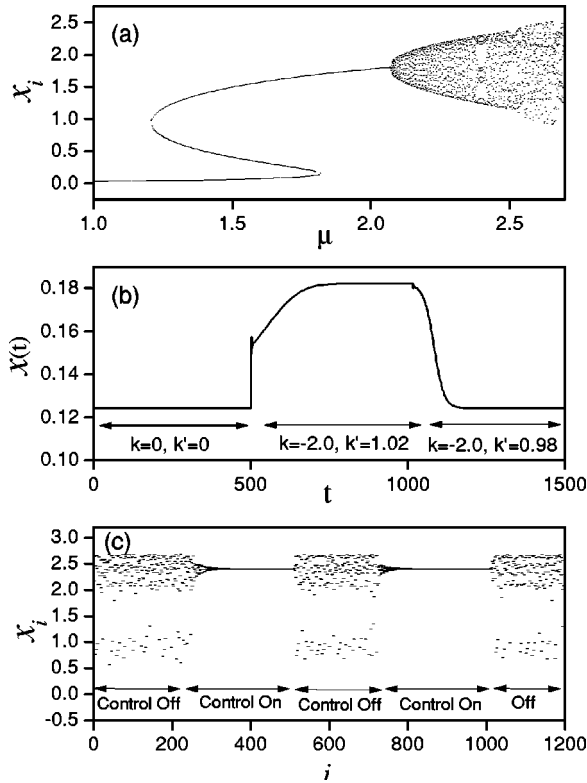 (a)
2.5
2.0
1.5
1.0
0.5
0.0
x_i
1.0 1.5 2.0 2.5
μ
(b)
0.18
0.16
0.14
0.12
0.10
x(t)
k=0, k'=0 k=-2.0, k'=1.02 k=-2.0, k'=0.98
0 500 1000 1500
t
(c)
3.0
2.5
2.0
1.5
1.0
0.5
0.0
-0.5
x_i
Control Off Control On Control Off Control On Off
0 200 400 600 800 1000 1200
i